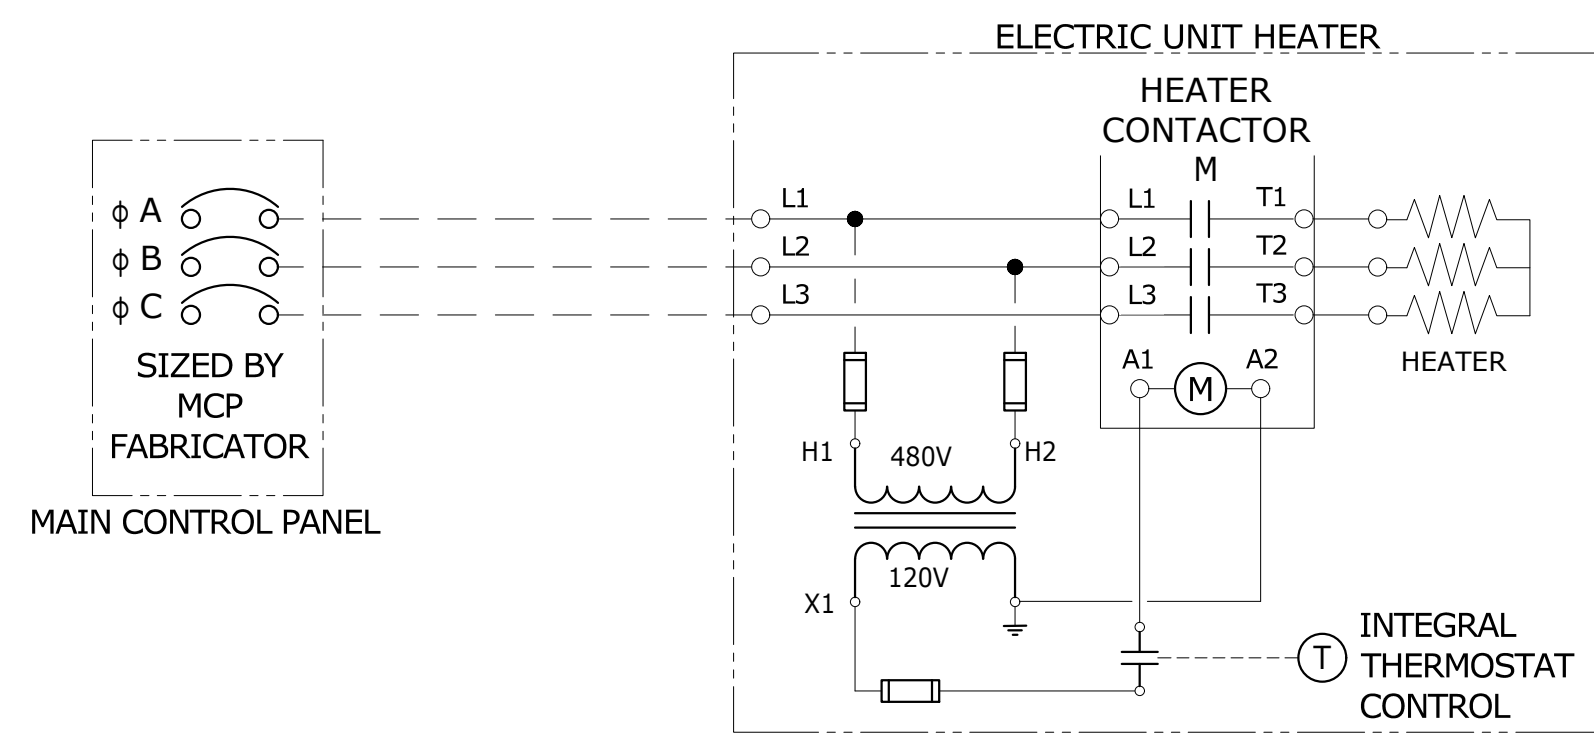 ELECTRIC UNIT HEATER
HEATER
CONTACTOR
M
ϕ A
ϕ B
ϕ C
SIZED BY
MCP
FABRICATOR
MAIN CONTROL PANEL
L1
L2
L3
L1
L2
L3
T1
T2
T3
HEATER
A1
M
A2
H1
480V
H2
120V
X1
T
INTEGRAL
THERMOSTAT
CONTROL